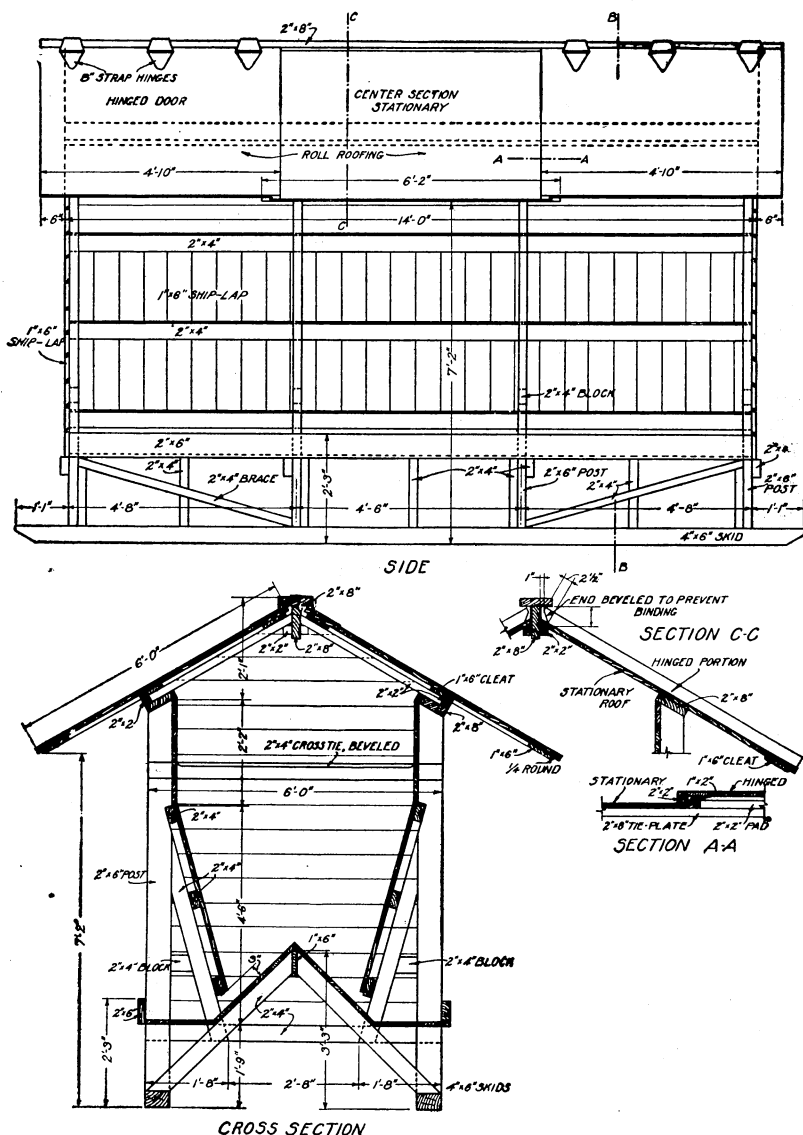 2"x8"
C
B
8" STRAP HINGES
HINGED DOOR
CENTER SECTION
STATIONARY
ROLL ROOFING
A
A
4'-10"
6'-2"
4'-10"
6"
C
14'-0"
6"
2"x4"
1"x8" SHIP-LAP
1"x6"
SHIP-LAP
2"x4"
7'-2"
2"x4" BLOCK
2"x6"
2'-3"
2"x4"
2"x4" BRACE
2"x4"
2"x6" POST
2"x4"
2"x8"
POST
1'-1"
4'-8"
4'-6"
4'-8"
1'-1"
4"x6" SKID
SIDE
B
2"x8"
6'-0"
2'-1"
2"x2"
2"x8"
2"x2"
1"x6" CLEAT
2"x2"
2"x8"
2'-2"
2"x4" CROSSTIE, BEVELED
1"x6"
1/4 ROUND
6'-0"
2"x4"
2"x4"
2"x6" POST
4'-6"
7'-2"
1"x6"
2"x4" BLOCK
2"x4" BLOCK
2"x6"
2"x4"
2'-3"
1'-9"
3'-3"
1'-8"
2'-8"
1'-8"
4"x6" SKIDS
CROSS SECTION
1"
2½"
END BEVELED TO PREVENT
BINDING
SECTION C-C
2"x8"
2"x2"
HINGED PORTION
STATIONARY
ROOF
2"x8"
1"x6" CLEAT
STATIONARY
1"x2"
HINGED
2"x2"
2"x8" TIE-PLATE
2"x2" PAD
SECTION A-A